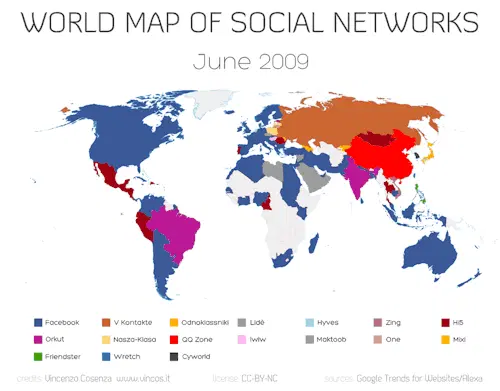 WORLD MAP OF SOCIAL NETWORKS
June 2009
Facebook V Kontakte Odnoklassniki Lidé Hyves Zing Hi5
Orkut Nasza-Klasa QQ Zone Iwiw Maktoob One Mixi
Friendster Wretch Cyworld
credits: Vincenzo Cosenza www.vincos.it license: CC-BY-NC sources: Google Trends for Websites/Alexa